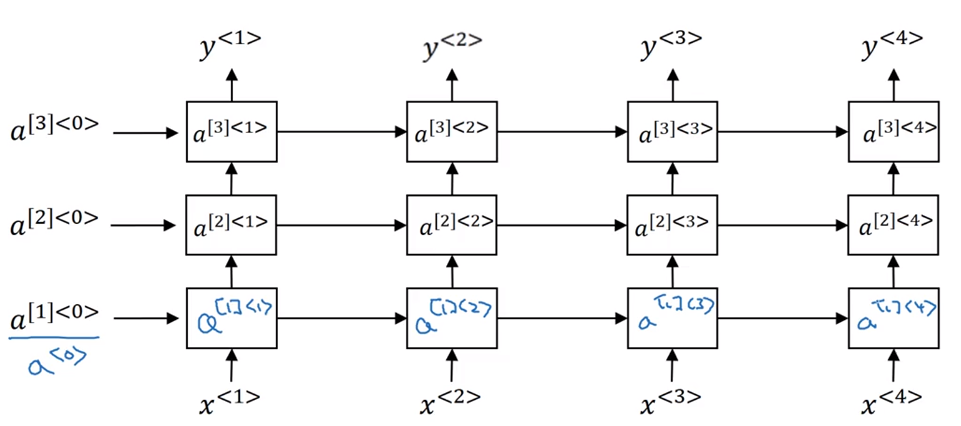 y<1> y<2> y<3> y<4>
a[3]<0> a[3]<1> a[3]<2> a[3]<3> a[3]<4>
a[2]<0> a[2]<1> a[2]<2> a[2]<3> a[2]<4>
a[1]<0> a[1]<1> a[1]<2> a[1]<3> a[1]<4>
a<0>
x<1> x<2> x<3> x<4>